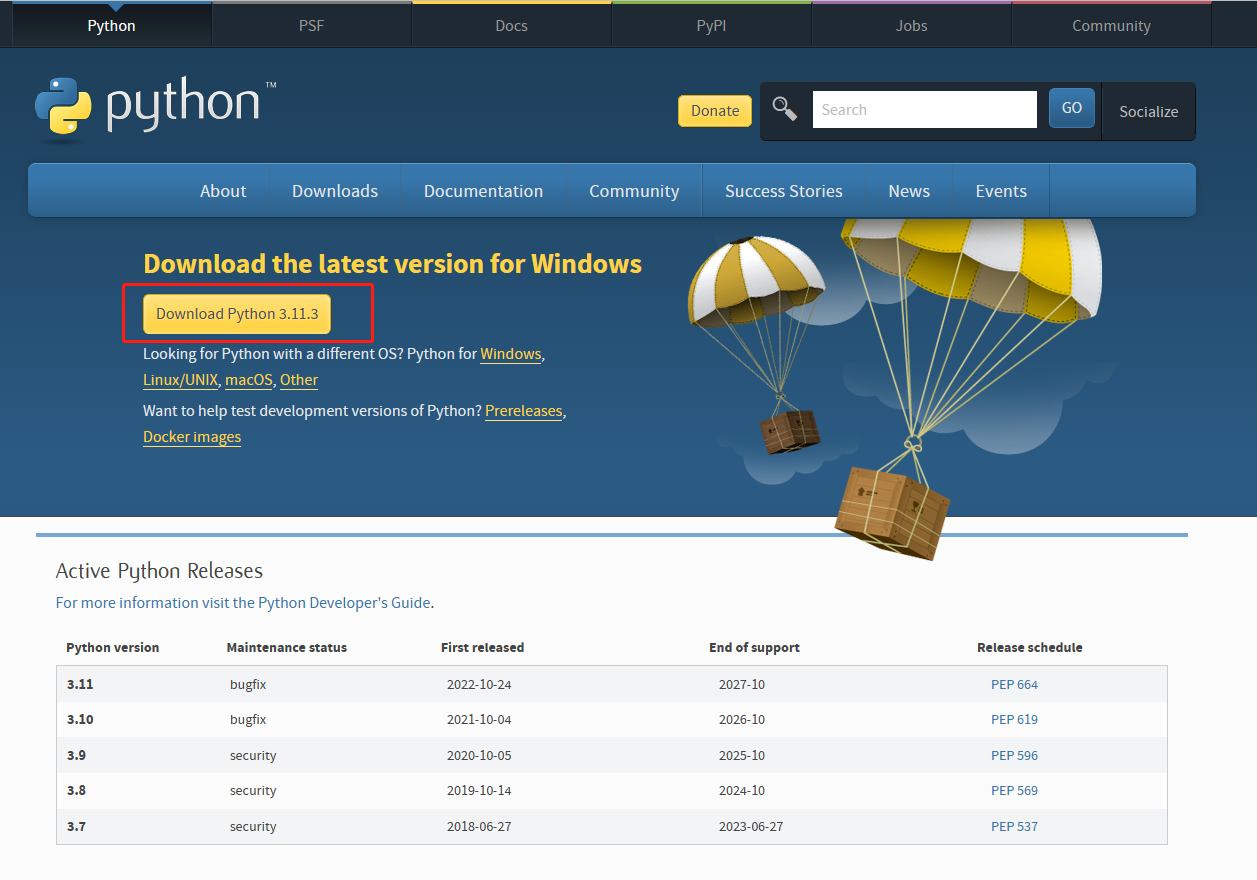 Python PSF Docs PyPI Jobs Community
python™
Donate Search GO Socialize
About Downloads Documentation Community Success Stories News Events
Download the latest version for Windows
Download Python 3.11.3
Looking for Python with a different OS? Python for Windows,
Linux/UNIX, macOS, Other
Want to help test development versions of Python? Prereleases,
Docker images
Active Python Releases
For more information visit the Python Developer's Guide.
Python version Maintenance status First released End of support Release schedule
3.11 bugfix 2022-10-24 2027-10 PEP 664
3.10 bugfix 2021-10-04 2026-10 PEP 619
3.9 security 2020-10-05 2025-10 PEP 596
3.8 security 2019-10-14 2024-10 PEP 569
3.7 security 2018-06-27 2023-06-27 PEP 537